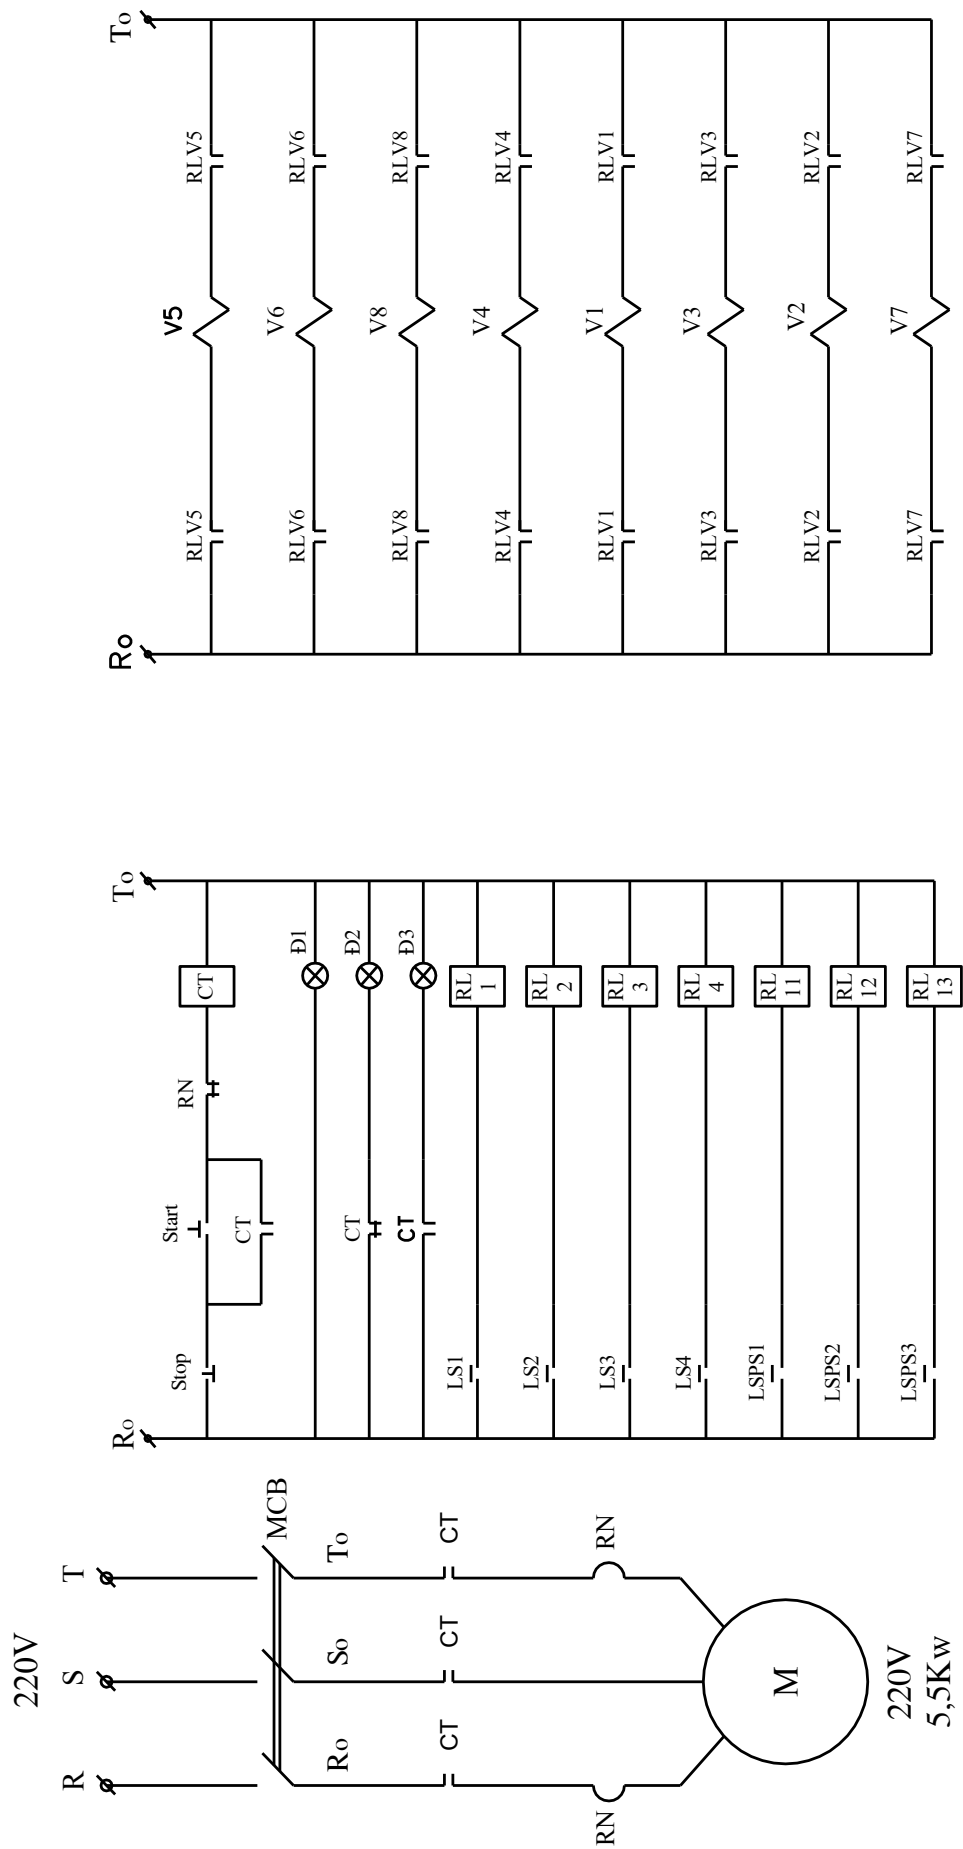 220V
R S T
MCB
Ro So To
CT CT CT
RN RN
M
220V
5,5Kw
Ro To
Stop Start RN CT
CT
Đ1
CT Đ2
CT Đ3
LS1 RL 1
LS2 RL 2
LS3 RL 3
LS4 RL 4
LSPS1 RL 11
LSPS2 RL 12
LSPS3 RL 13
Ro To
RLV5 V5 RLV5
RLV6 V6 RLV6
RLV8 V8 RLV8
RLV4 V4 RLV4
RLV1 V1 RLV1
RLV3 V3 RLV3
RLV2 V2 RLV2
RLV7 V7 RLV7